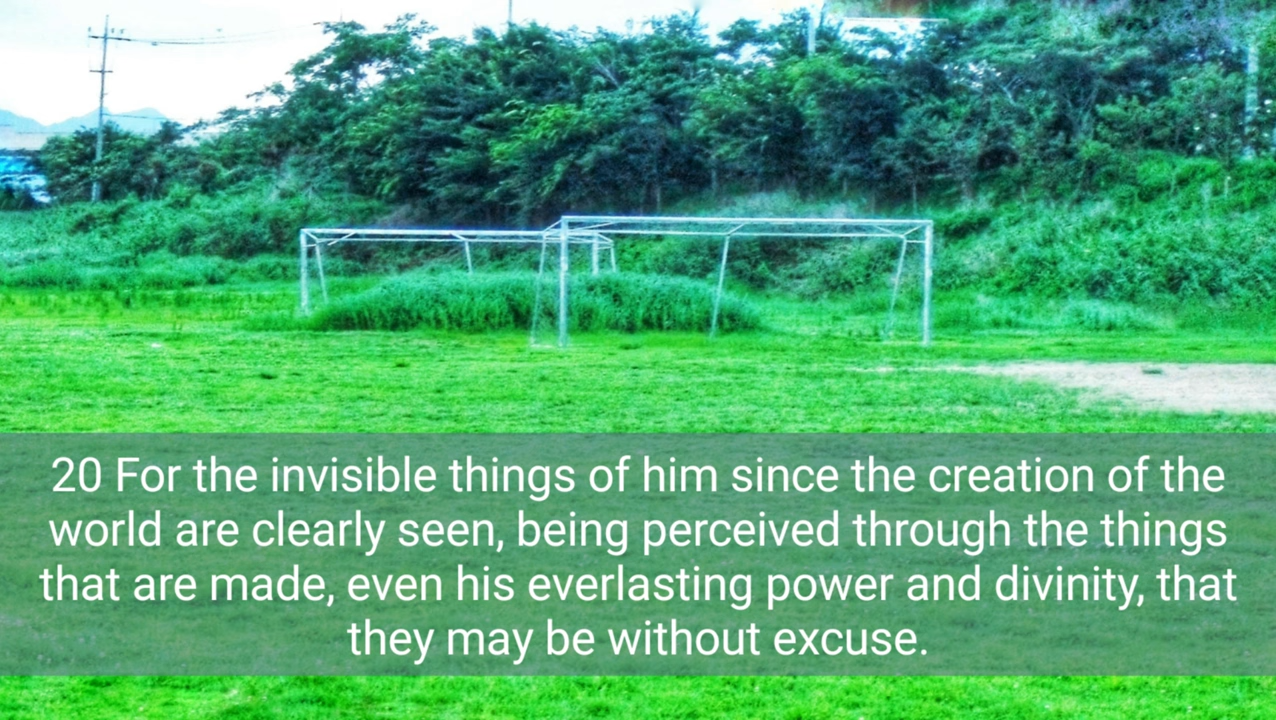 20 For the invisible things of him since the creation of the
world are clearly seen, being perceived through the things
that are made, even his everlasting power and divinity, that
they may be without excuse.